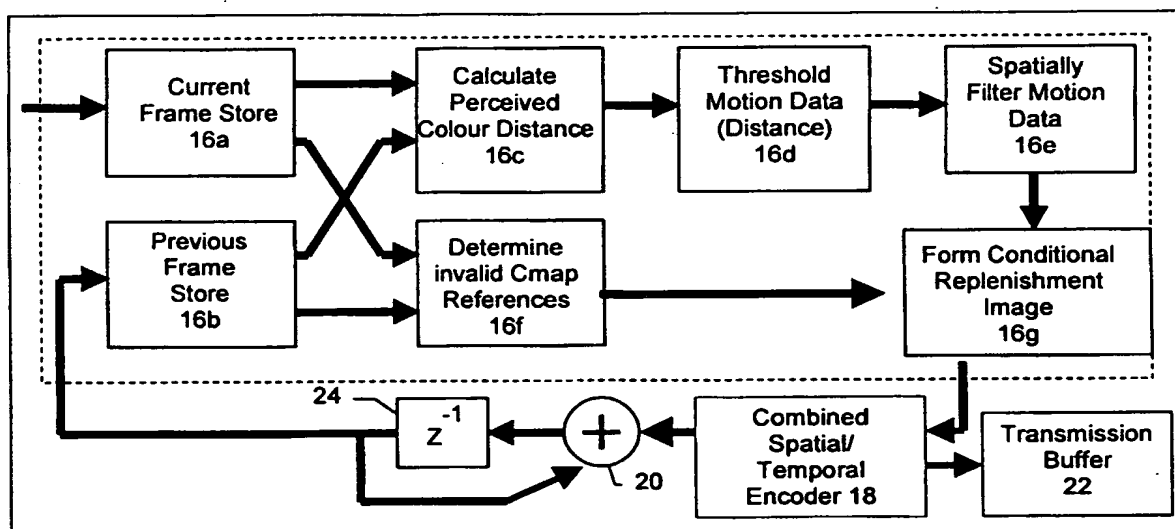 Current
Frame Store
16a
Calculate
Perceived
Colour Distance
16c
Threshold
Motion Data
(Distance)
16d
Spatially
Filter Motion
Data
16e
Previous
Frame
Store
16b
Determine
invalid Cmap
References
16f
Form Conditional
Replenishment
Image
16g
24
z⁻¹
+
20
Combined
Spatial/
Temporal
Encoder 18
Transmission
Buffer
22